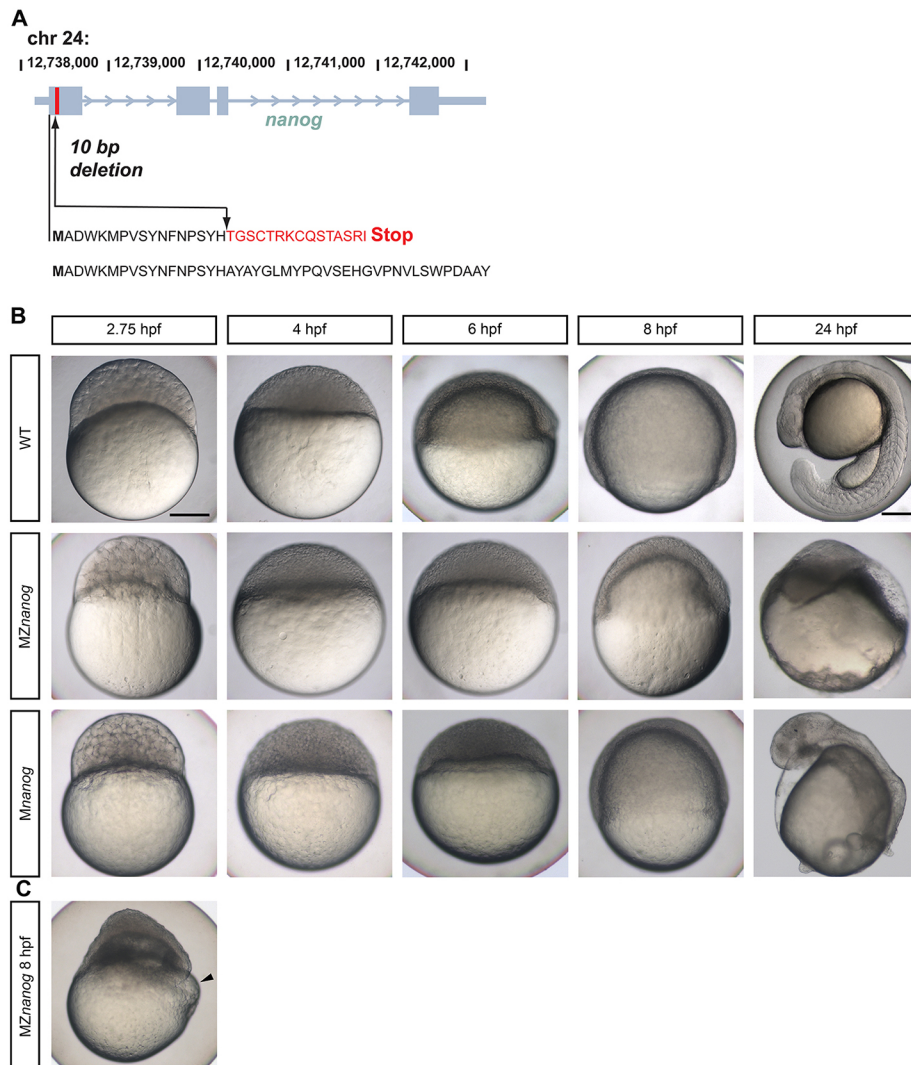 A
chr 24:
12,738,000 12,739,000 12,740,000 12,741,000 12,742,000
nanog
10 bp
deletion
MADWKMPVSYNFNPSYHTGSCTRKCQSTASRI Stop
MADWKMPVSYNFNPSYHAYAYGLMYPQVSEHGVPNVLSWPDAAY
B
2.75 hpf 4 hpf 6 hpf 8 hpf 24 hpf
WT
MZnanog
Mnanog
C
MZnanog 8 hpf